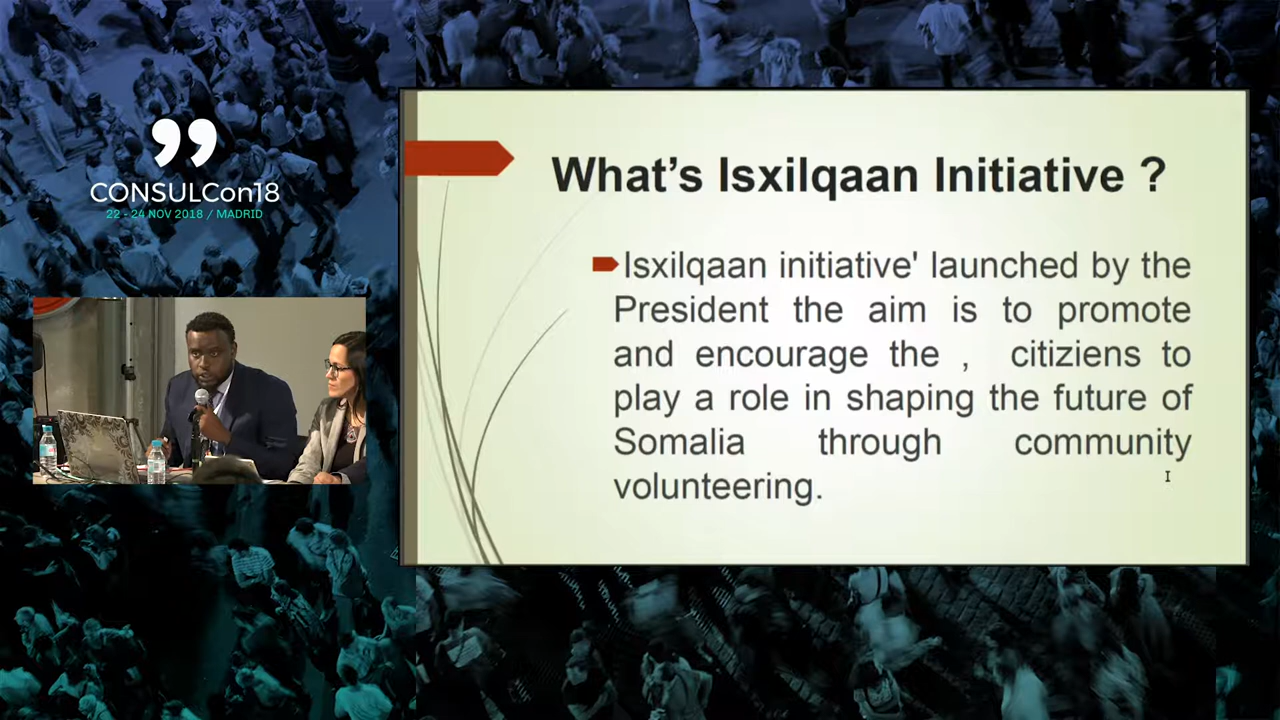 CONSULCon18
22 - 24 NOV 2018 / MADRID
What's Isxilqaan Initiative ?
Isxilqaan initiative' launched by the
President the aim is to promote
and encourage the , citiziens to
play a role in shaping the future of
Somalia through community
volunteering.